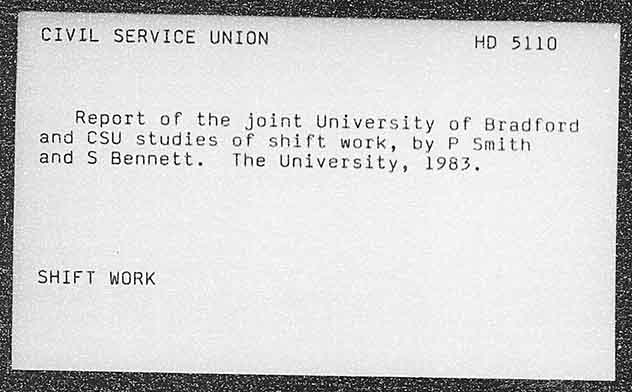 CIVIL SERVICE UNION HD 5110
Report of the joint University of Bradford
and CSU studies of shift work, by P Smith
and S Bennett. The University, 1983.
SHIFT WORK